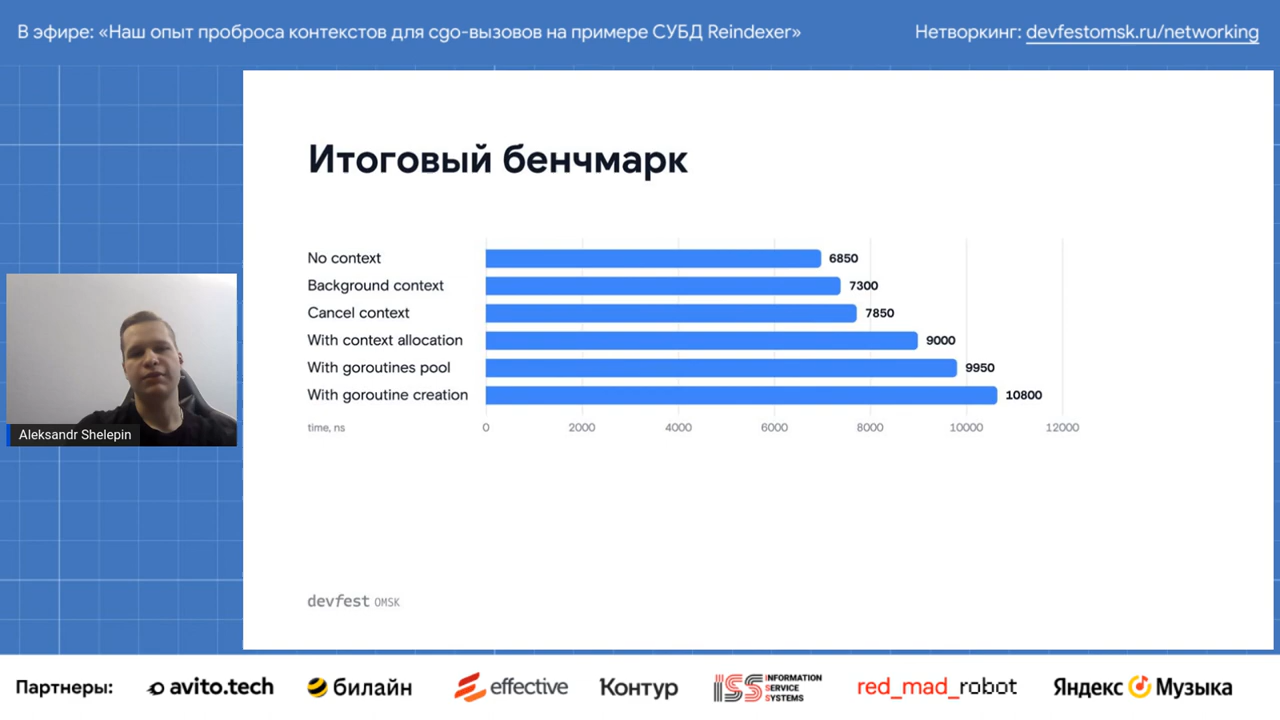 В эфире: «Наш опыт проброса контекстов для cgo-вызовов на примере СУБД Reindexer»
Нетворкинг: devfestomsk.ru/networking
Итоговый бенчмарк
No context 6850
Background context 7300
Cancel context 7850
With context allocation 9000
With goroutines pool 9950
With goroutine creation 10800
time, ns 0 2000 4000 6000 8000 10000 12000
Aleksandr Shelepin
devfest OMSK
Партнеры: avito.tech билайн effective Контур ISS INFORMATION SERVICE SYSTEMS red_mad_robot Яндекс Музыка